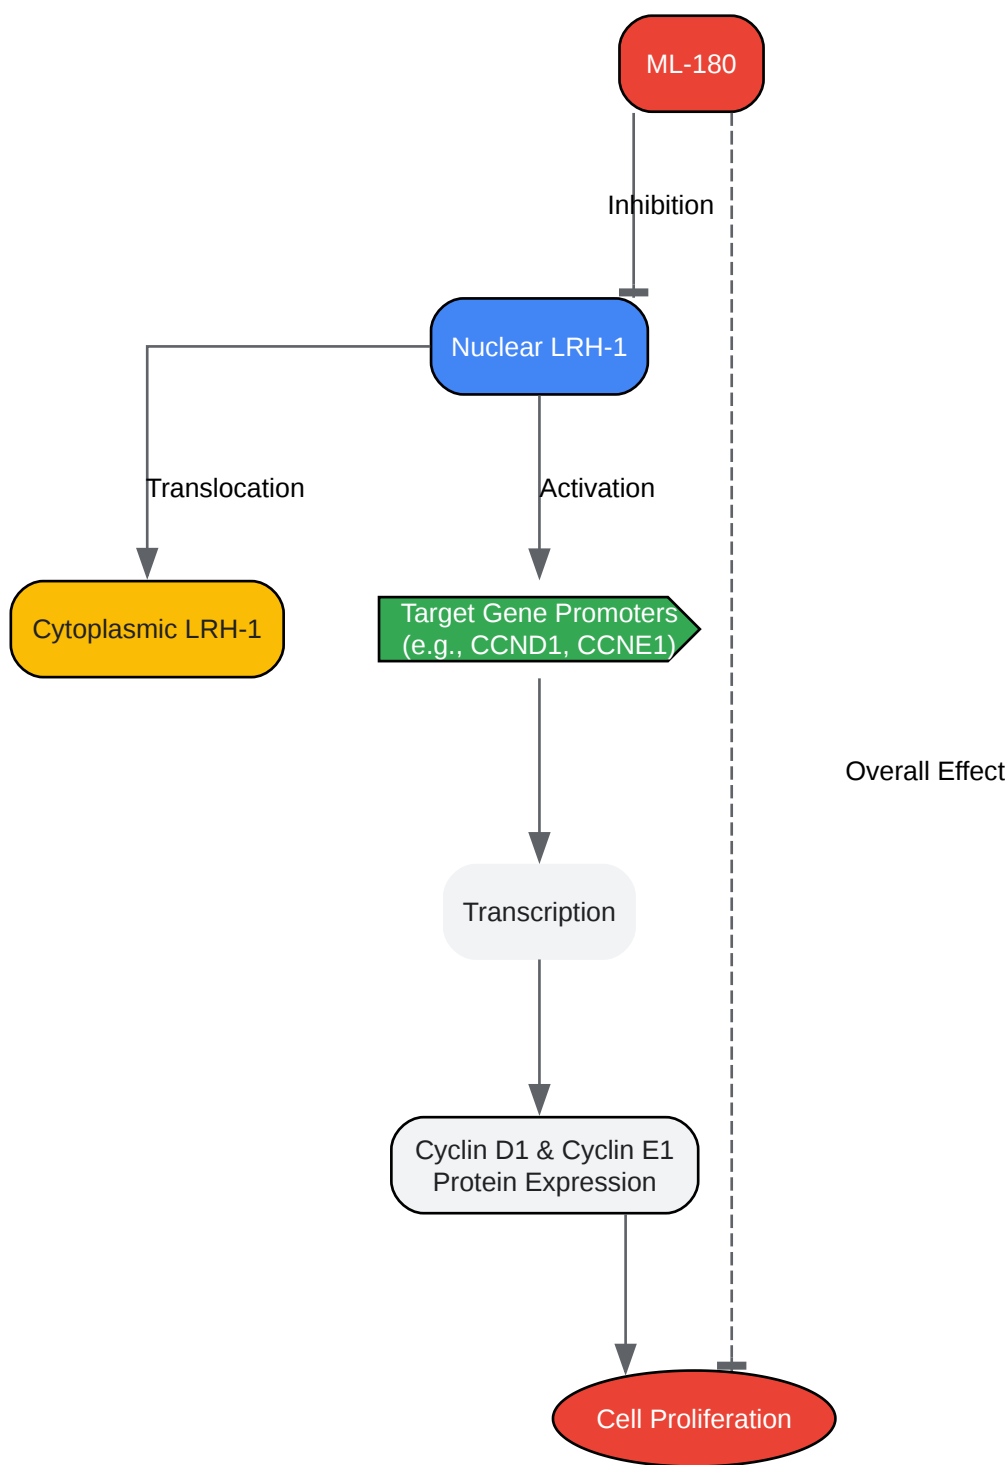 ML-180
Inhibition
Nuclear LRH-1
Translocation
Activation
Cytoplasmic LRH-1
Target Gene Promoters
(e.g., CCND1, CCNE1)
Overall Effect
Transcription
Cyclin D1 & Cyclin E1
Protein Expression
Cell Proliferation